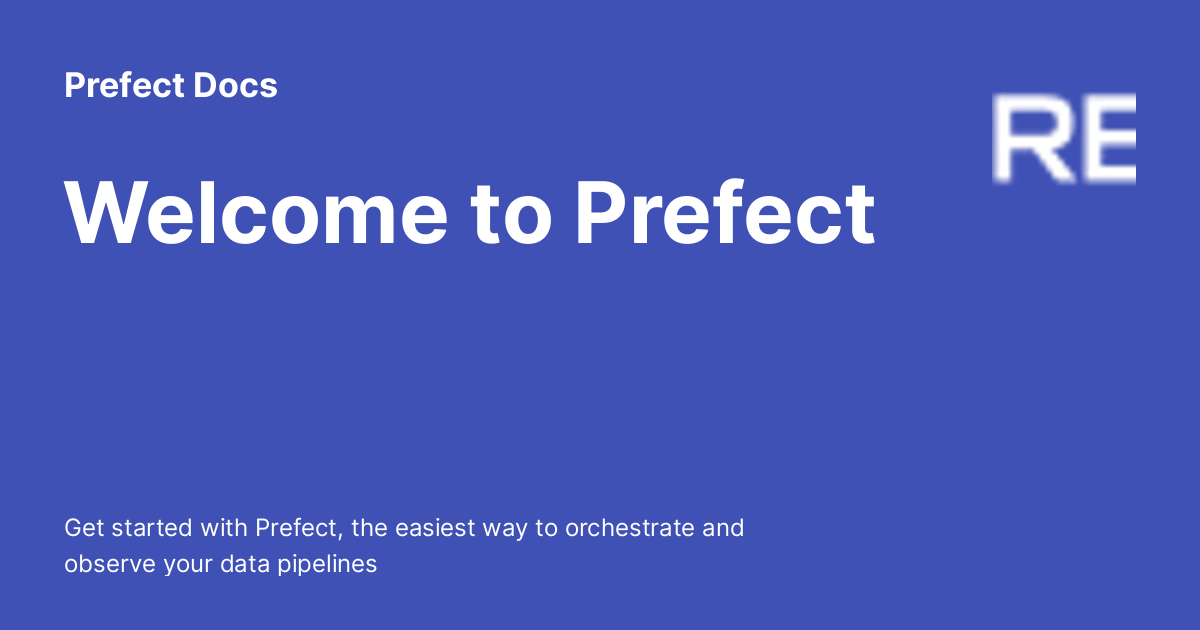 Prefect Docs
RE
Welcome to Prefect
Get started with Prefect, the easiest way to orchestrate and
observe your data pipelines